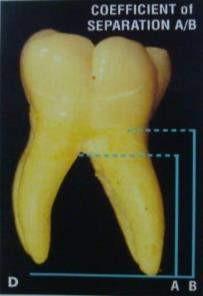 COEFFICIENT of
SEPARATION A/B
D
A B